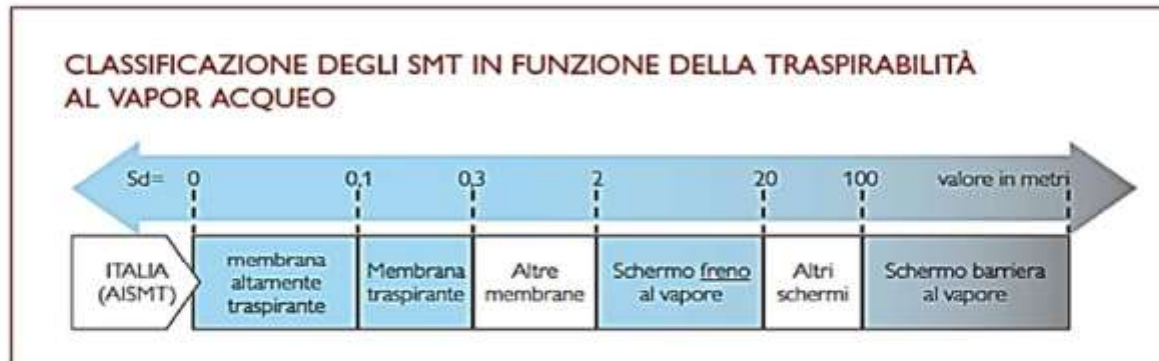 CLASSIFICAZIONE DEGLI SMT IN FUNZIONE DELLA TRASPIRABILITÀ
AL VAPOR ACQUEO
Sd= 0 0,1 0,3 2 20 100 valore in metri
ITALIA
(AISMT)
membrana
altamente
traspirante
Membrana
traspirante
Altre
membrane
Schermo freno
al vapore
Altri
schermi
Schermo barriera
al vapore